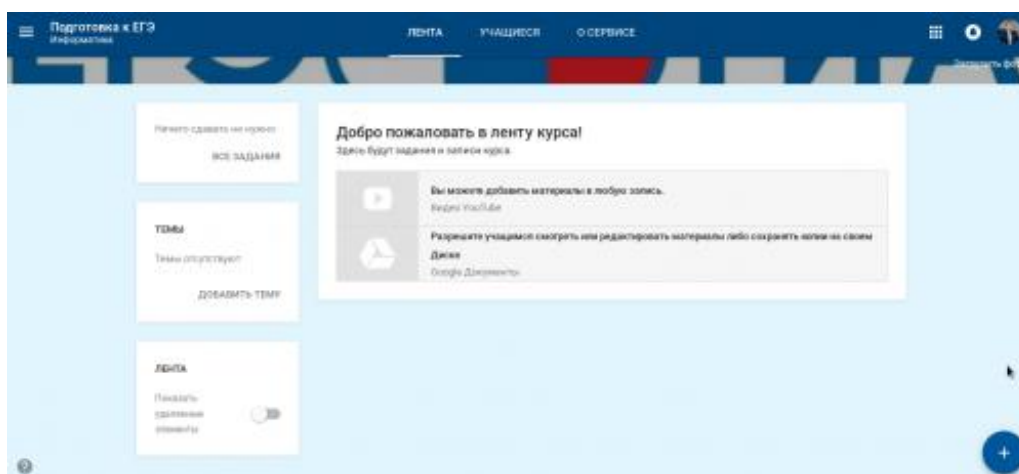 Подготовка к ЕГЭ
Информатика
ЛЕНТА УЧАЩИЕСЯ О СЕРВИСЕ
Загрузить фо
Ничего сдавать не нужно
ВСЕ ЗАДАНИЯ
ТЕМЫ
Темы отсутствуют
ДОБАВИТЬ ТЕМУ
ЛЕНТА
Показать
удаленные
элементы
Добро пожаловать в ленту курса!
Здесь будут задания и записи курса.
Вы можете добавить материалы в любую запись.
Видео YouTube
Разрешите учащимся смотреть или редактировать материалы либо сохранять копии на своем
Диске
Google Документы